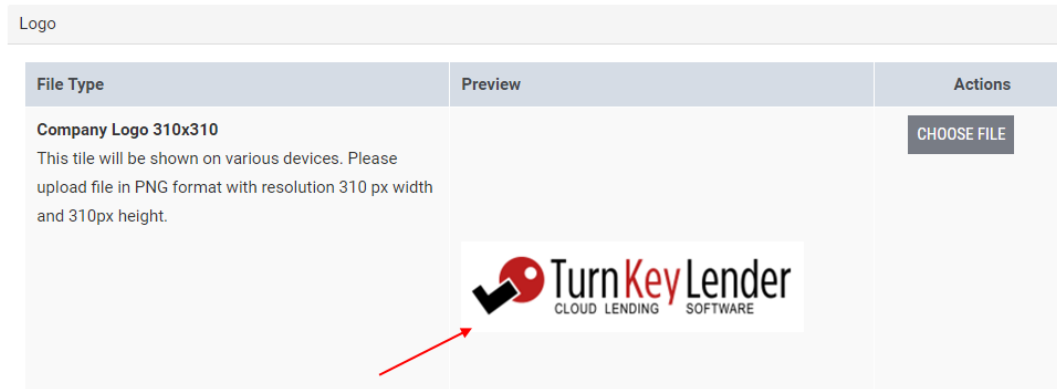 Logo
File Type Preview Actions
Company Logo 310x310
This tile will be shown on various devices. Please
upload file in PNG format with resolution 310 px width
and 310px height.
CHOOSE FILE
TurnKey Lender
CLOUD LENDING SOFTWARE